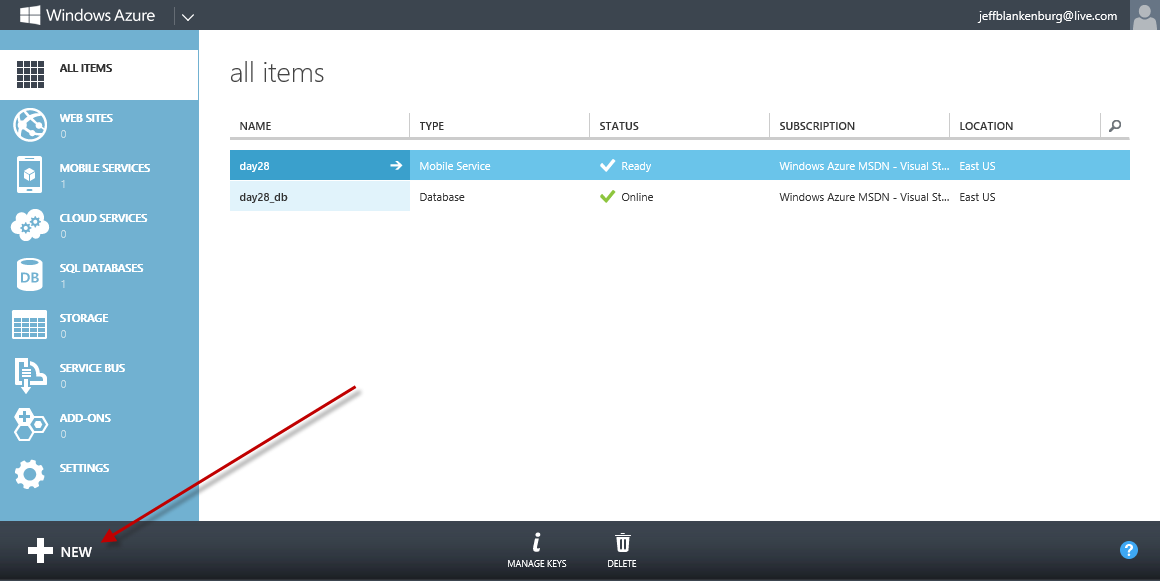 Windows Azure
jeffblankenburg@live.com
ALL ITEMS
WEB SITES
0
MOBILE SERVICES
1
CLOUD SERVICES
0
DB
SQL DATABASES
1
STORAGE
0
SERVICE BUS
0
ADD-ONS
0
SETTINGS
all items
NAME TYPE STATUS SUBSCRIPTION LOCATION
day28 Mobile Service Ready Windows Azure MSDN - Visual St... East US
day28_db Database Online Windows Azure MSDN - Visual St... East US
NEW
i
MANAGE KEYS
DELETE
?